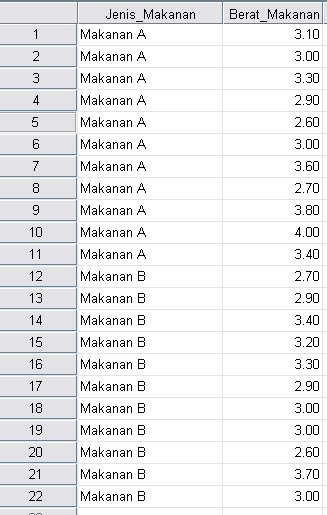 Jenis_Makanan Berat_Makanan
1 Makanan A 3.10
2 Makanan A 3.00
3 Makanan A 3.30
4 Makanan A 2.90
5 Makanan A 2.60
6 Makanan A 3.00
7 Makanan A 3.60
8 Makanan A 2.70
9 Makanan A 3.80
10 Makanan A 4.00
11 Makanan A 3.40
12 Makanan B 2.70
13 Makanan B 2.90
14 Makanan B 3.40
15 Makanan B 3.20
16 Makanan B 3.30
17 Makanan B 2.90
18 Makanan B 3.00
19 Makanan B 3.00
20 Makanan B 2.60
21 Makanan B 3.70
22 Makanan B 3.00